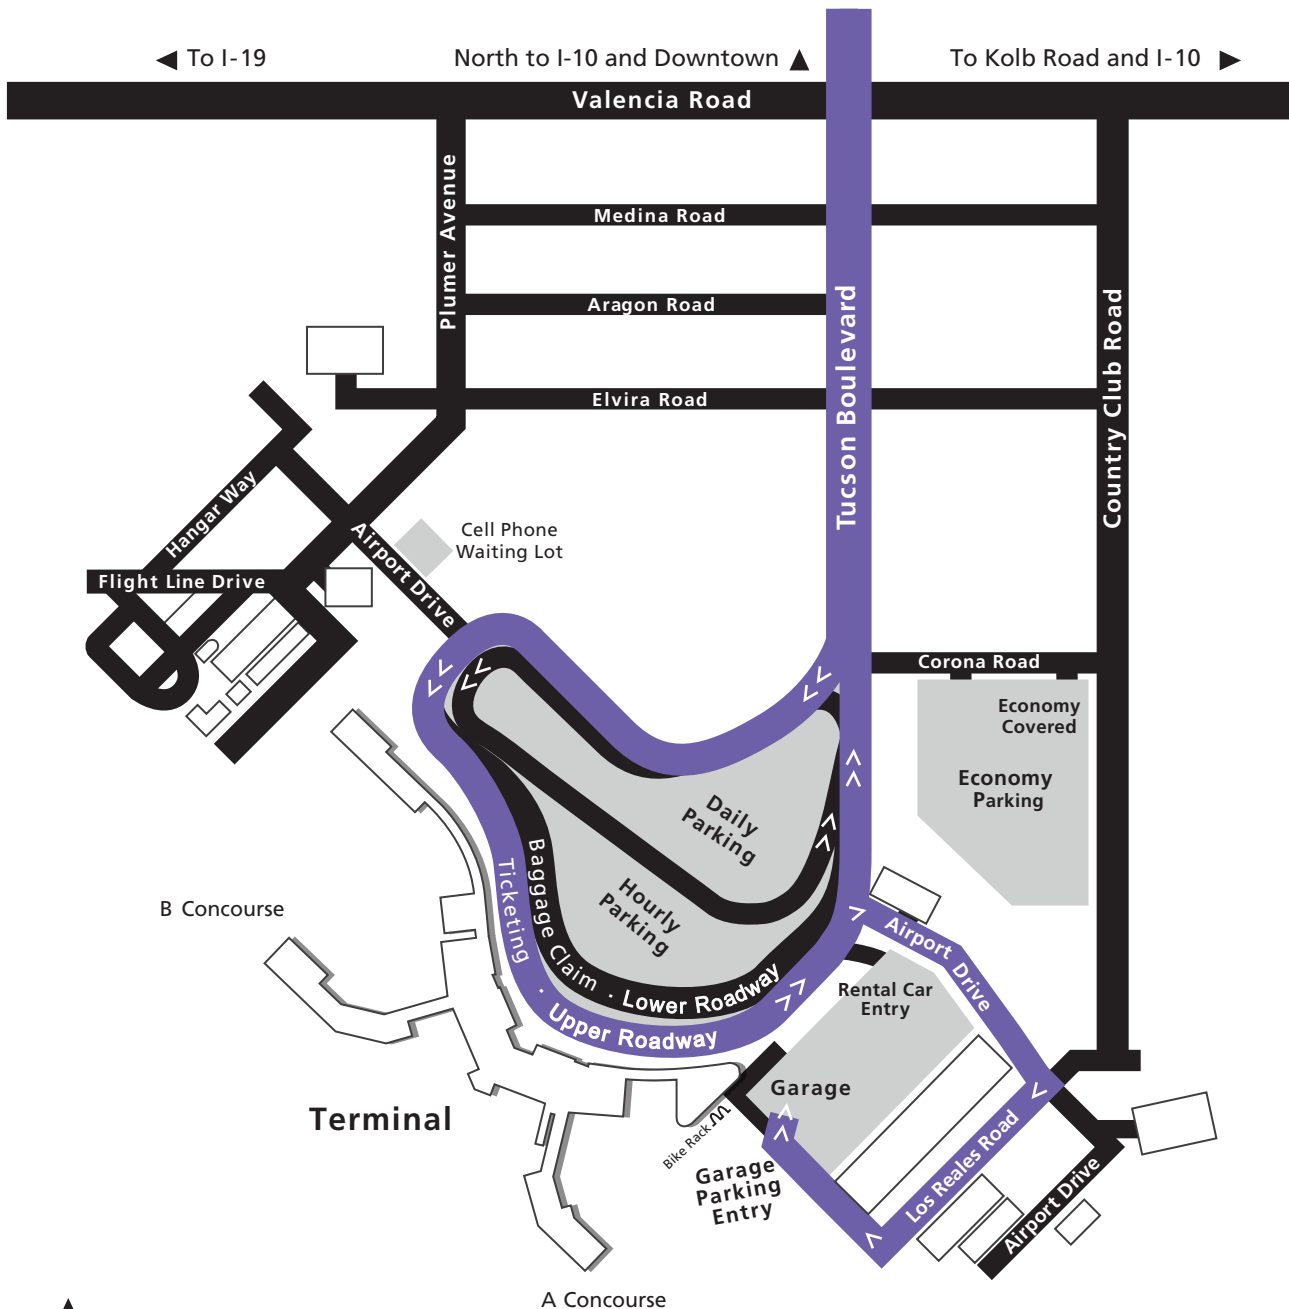 To I-19
North to I-10 and Downtown
To Kolb Road and I-10
Valencia Road
Plumer Avenue
Medina Road
Aragon Road
Tucson Boulevard
Country Club Road
Elvira Road
Hangar Way
Airport Drive
Cell Phone
Waiting Lot
Flight Line Drive
Corona Road
Economy
Covered
Economy
Parking
Daily
Parking
Hourly
Parking
Ticketing · Upper Roadway
Baggage Claim · Lower Roadway
B Concourse
Airport Drive
Rental Car
Entry
Garage
Terminal
Bike Rack
Garage
Parking
Entry
Los Reales Road
Airport Drive
A Concourse